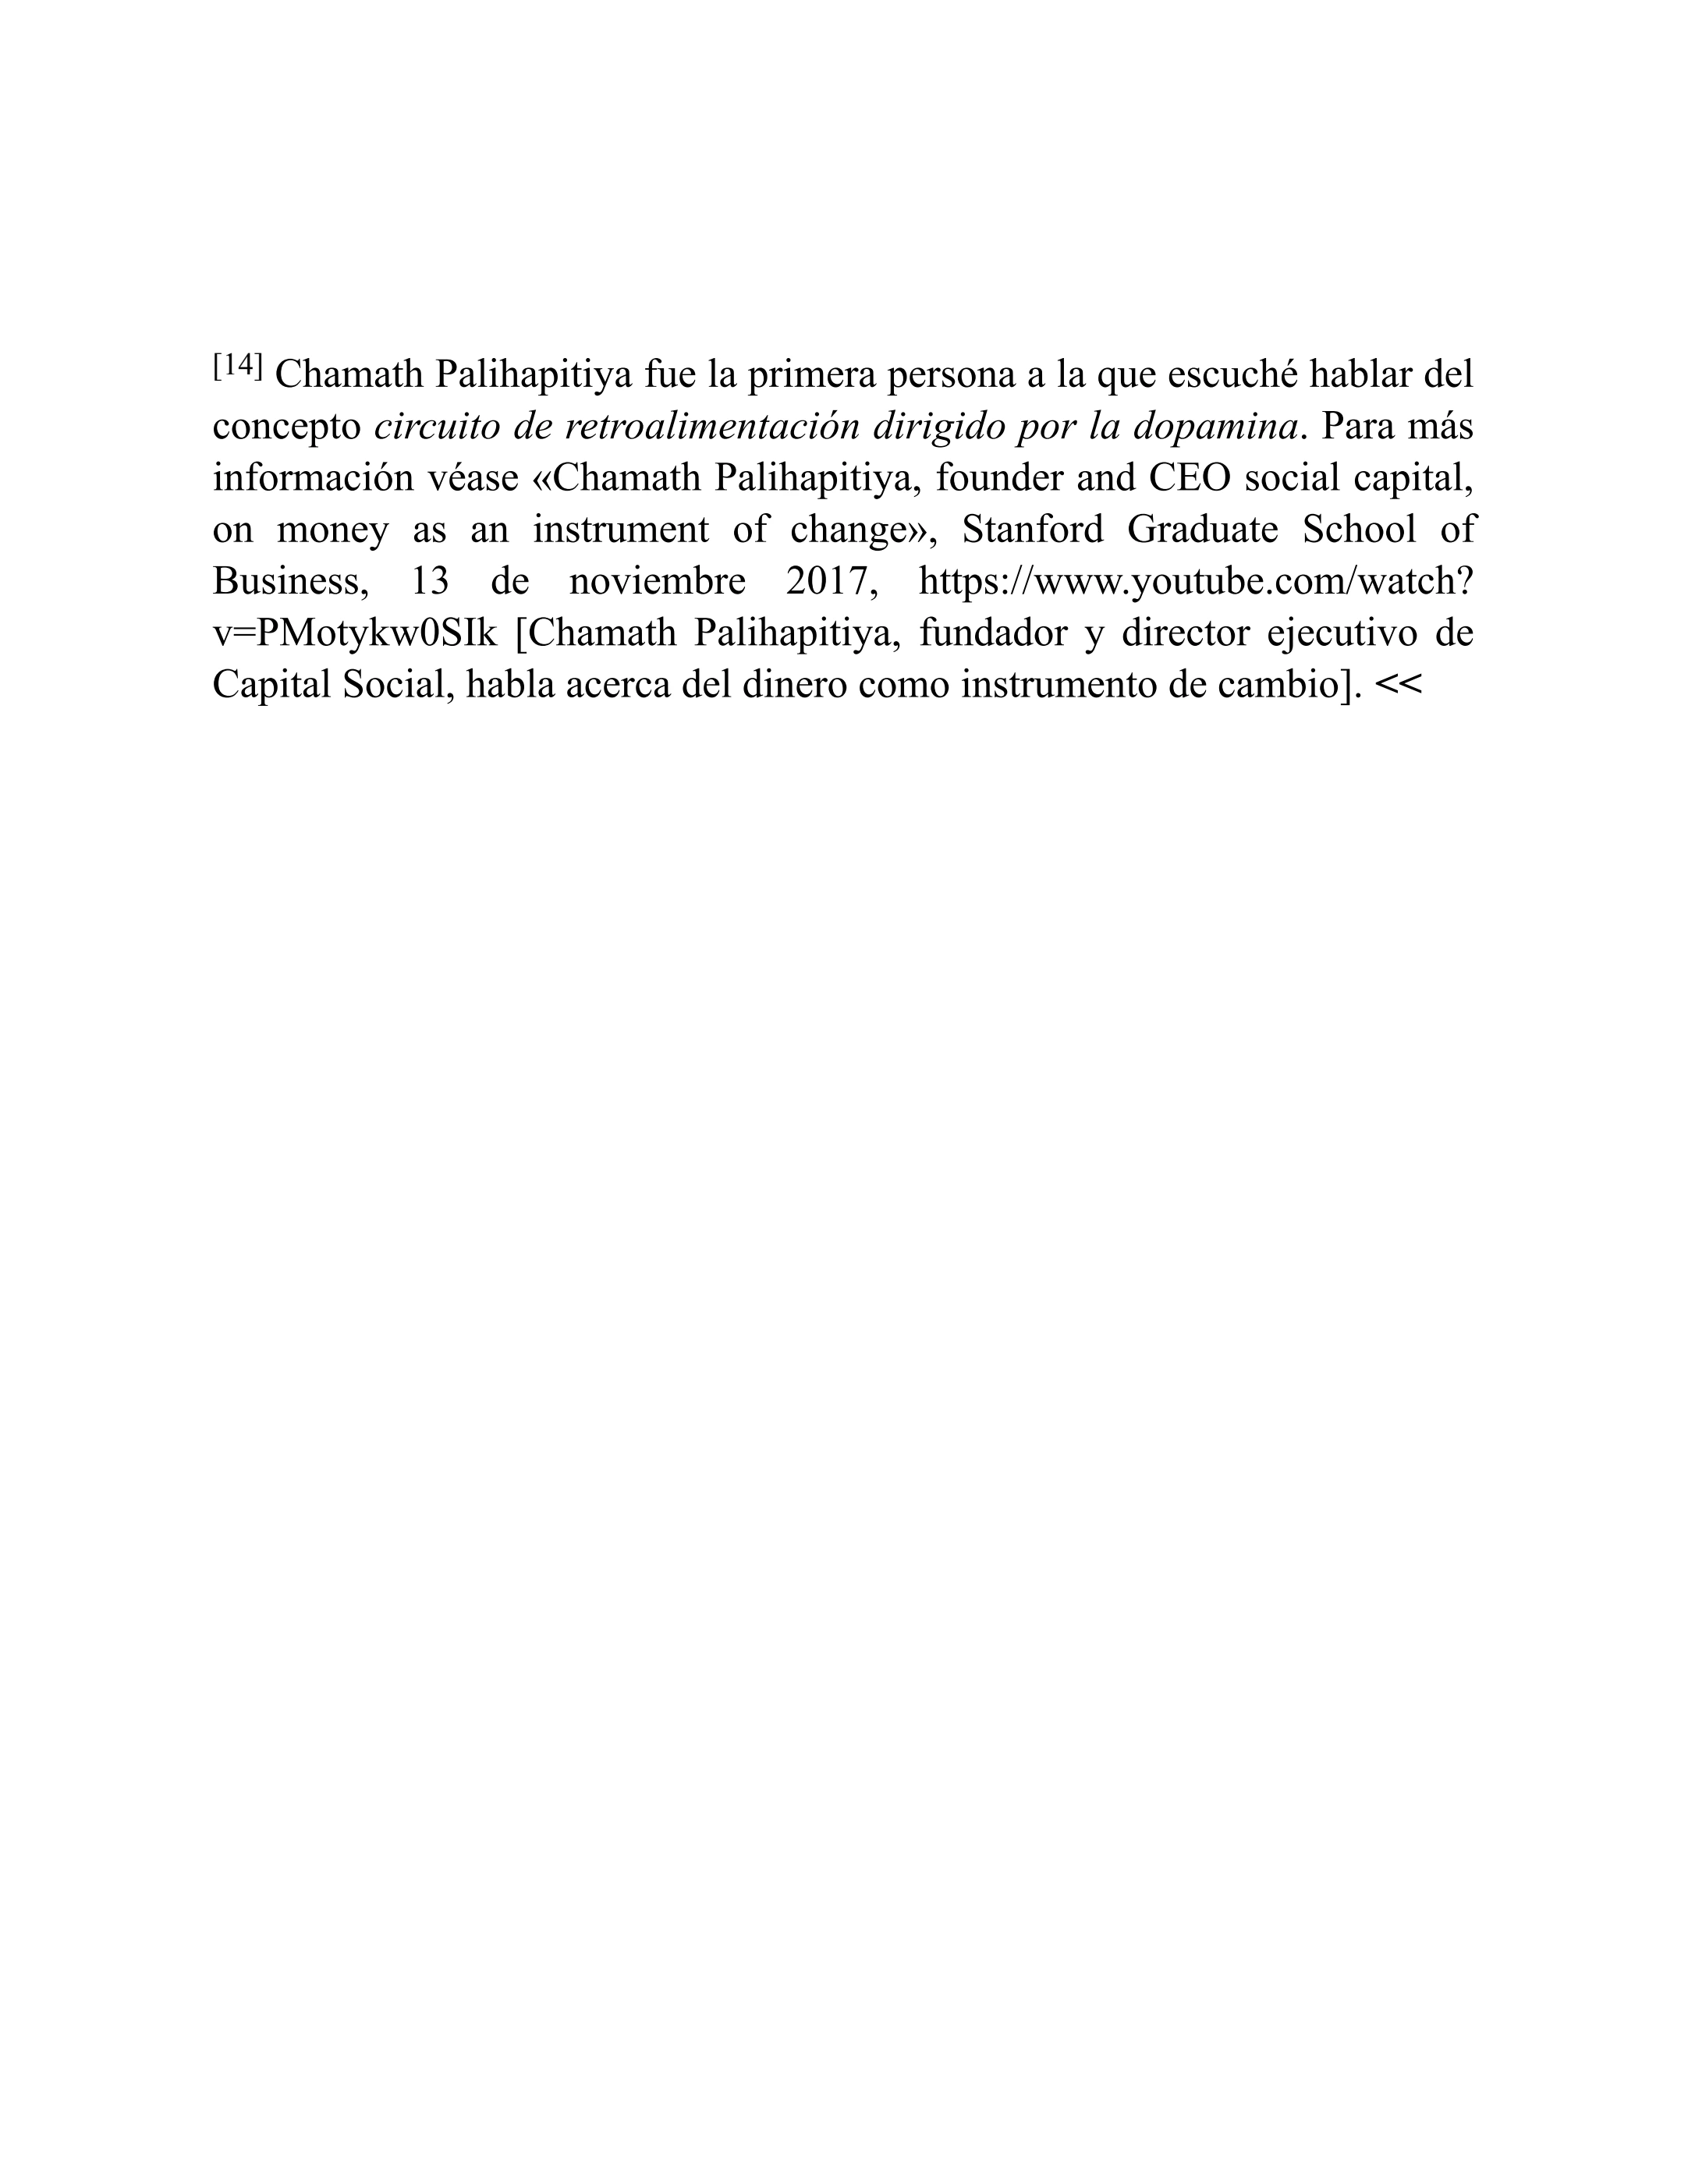 [14] Chamath Palihapitiya fue la primera persona a la que escuché hablar del
concepto circuito de retroalimentación dirigido por la dopamina. Para más
información véase «Chamath Palihapitiya, founder and CEO social capital,
on money as an instrument of change», Stanford Graduate School of
Business, 13 de noviembre 2017, https://www.youtube.com/watch?
v=PMotykw0SIk [Chamath Palihapitiya, fundador y director ejecutivo de
Capital Social, habla acerca del dinero como instrumento de cambio]. <<